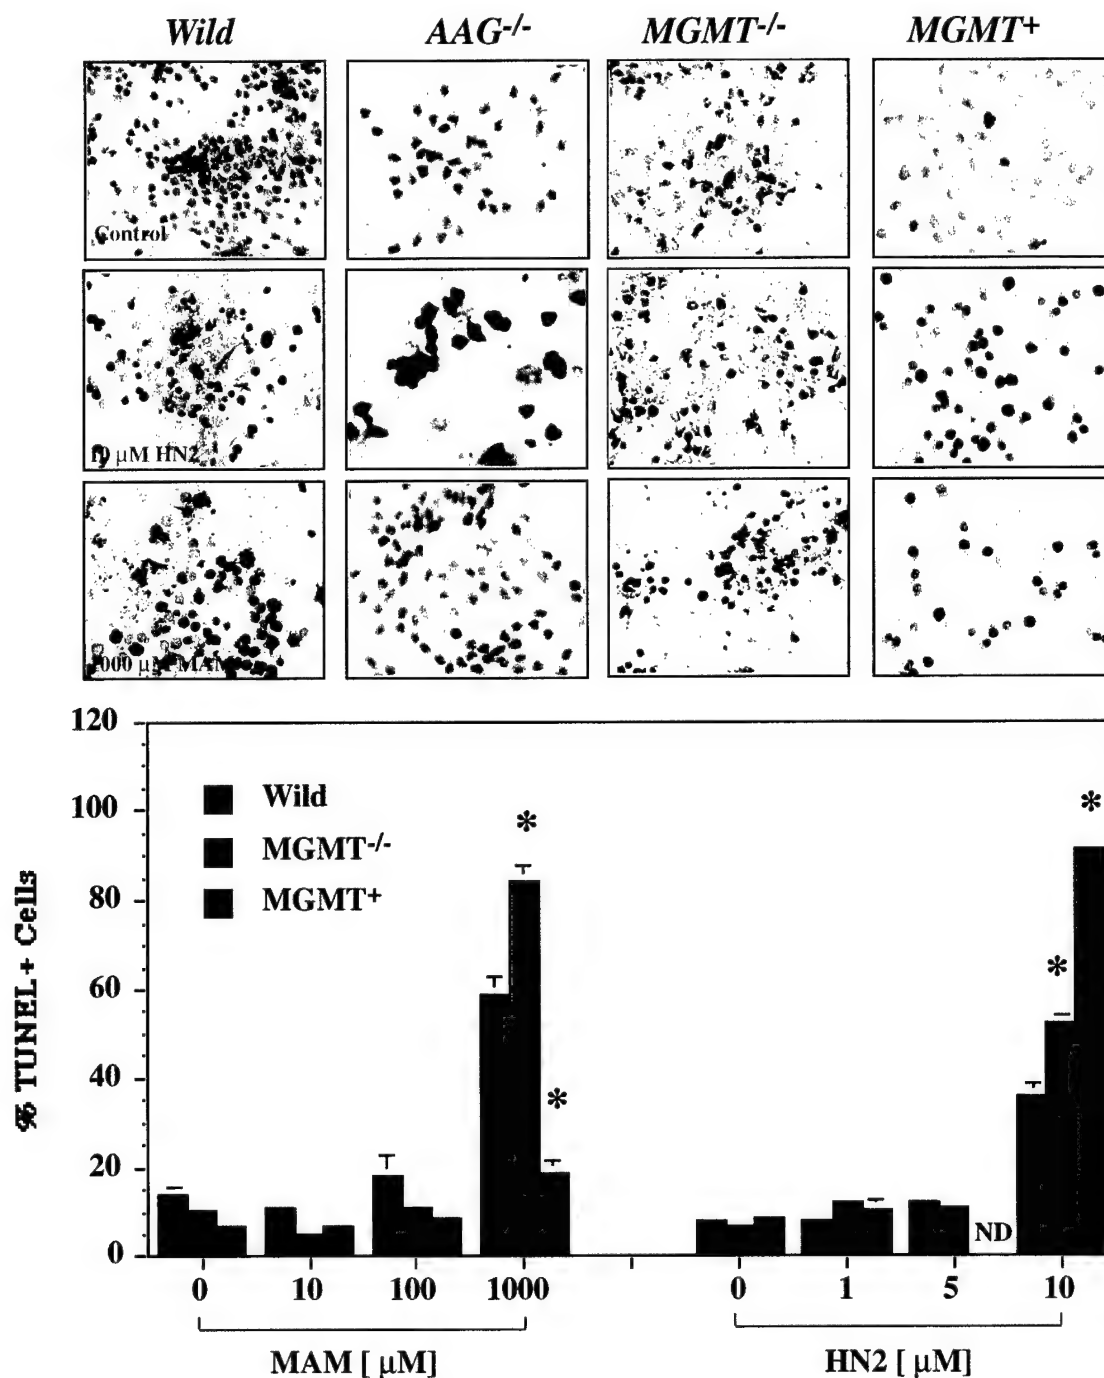 Wild AAG-/- MGMT-/- MGMT+
Control
10 μM HN2
1000 μM MAM
120
100
80
60
40
20
0
% TUNEL+ Cells
Wild
MGMT-/-
MGMT+
*
*
*
*
ND
0 10 100 1000 0 1 5 10
MAM [ μM] HN2 [ μM]